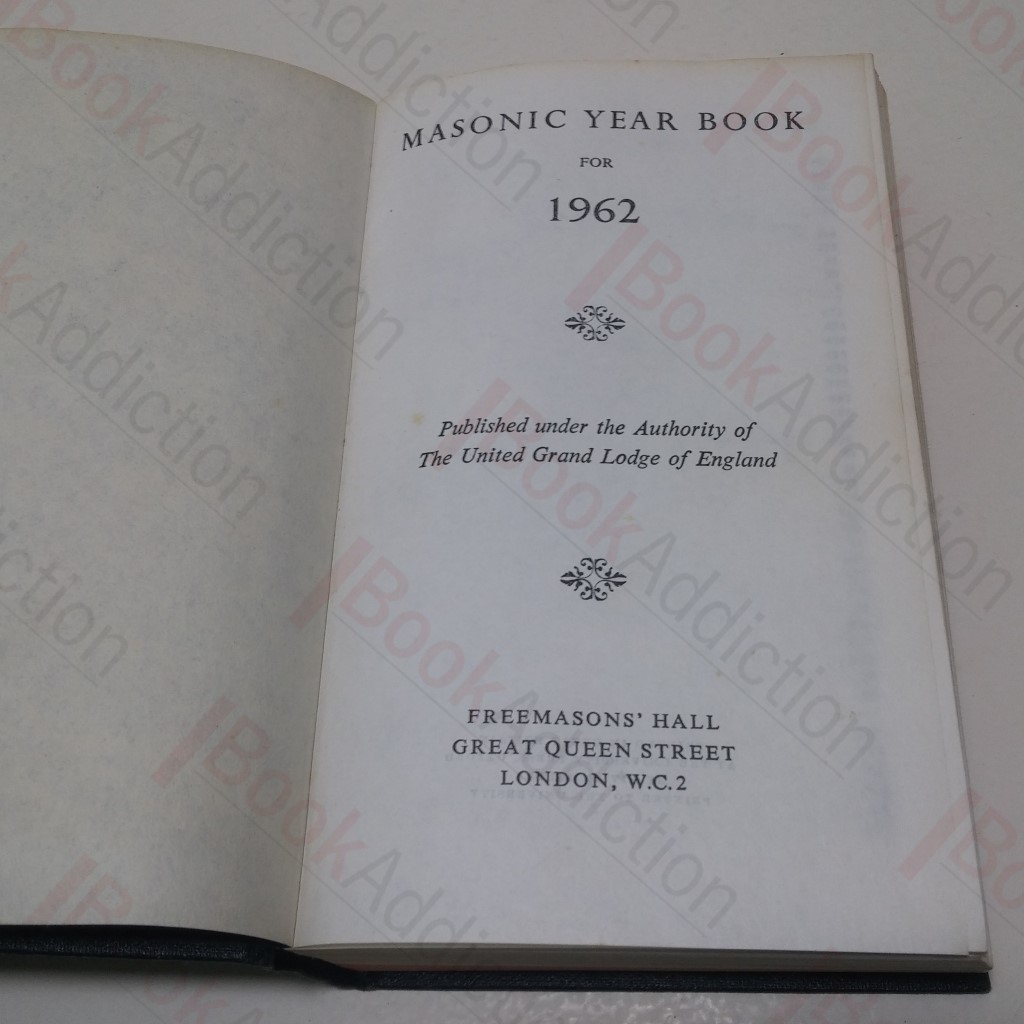 MASONIC YEAR BOOK
FOR
1962
Published under the Authority of
The United Grand Lodge of England
FREEMASONS' HALL
GREAT QUEEN STREET
LONDON, W.C.2
BookAddiction